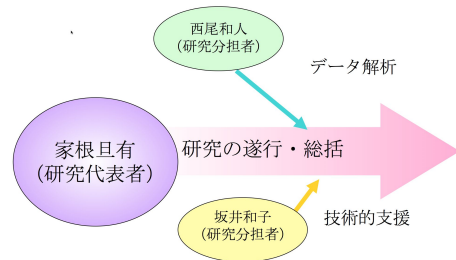 西尾和人
（研究分担者）
データ解析
家根旦有
（研究代表者）
研究の遂行・総括
坂井和子
（研究分担者）
技術的支援